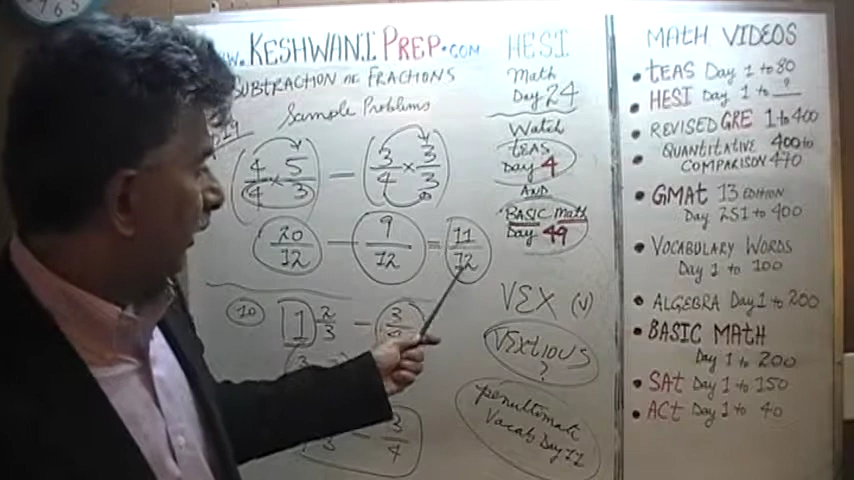 w.KESHWANIPREP.COM
SUBTRACTION OF FRACTIONS
Sample Problems
(4/4 × 5/3) — (3/4 × 3/3)
20/12 — 9/12 = 11/12
10 1 2/3 — 3
3/4
HESI
Math
Day 24
Watch
TEAS
Day 4
AND
BASIC Math
Day 49
VEX (v)
VEXTIOUS
?
penultimate
Vocab Day 22
MATH VIDEOS
• TEAS Day 1 to 80
• HESI Day 1 to ?
• REVISED GRE 1 to 400
• QUANTITATIVE 400 to
COMPARISON 470
• GMAT 13 EDITION
Day 251 to 400
• VOCABULARY WORDS
Day 1 to 100
• ALGEBRA Day 1 to 200
• BASIC MATH
Day 1 to 200
• SAT Day 1 to 150
• ACT Day 1 to 40